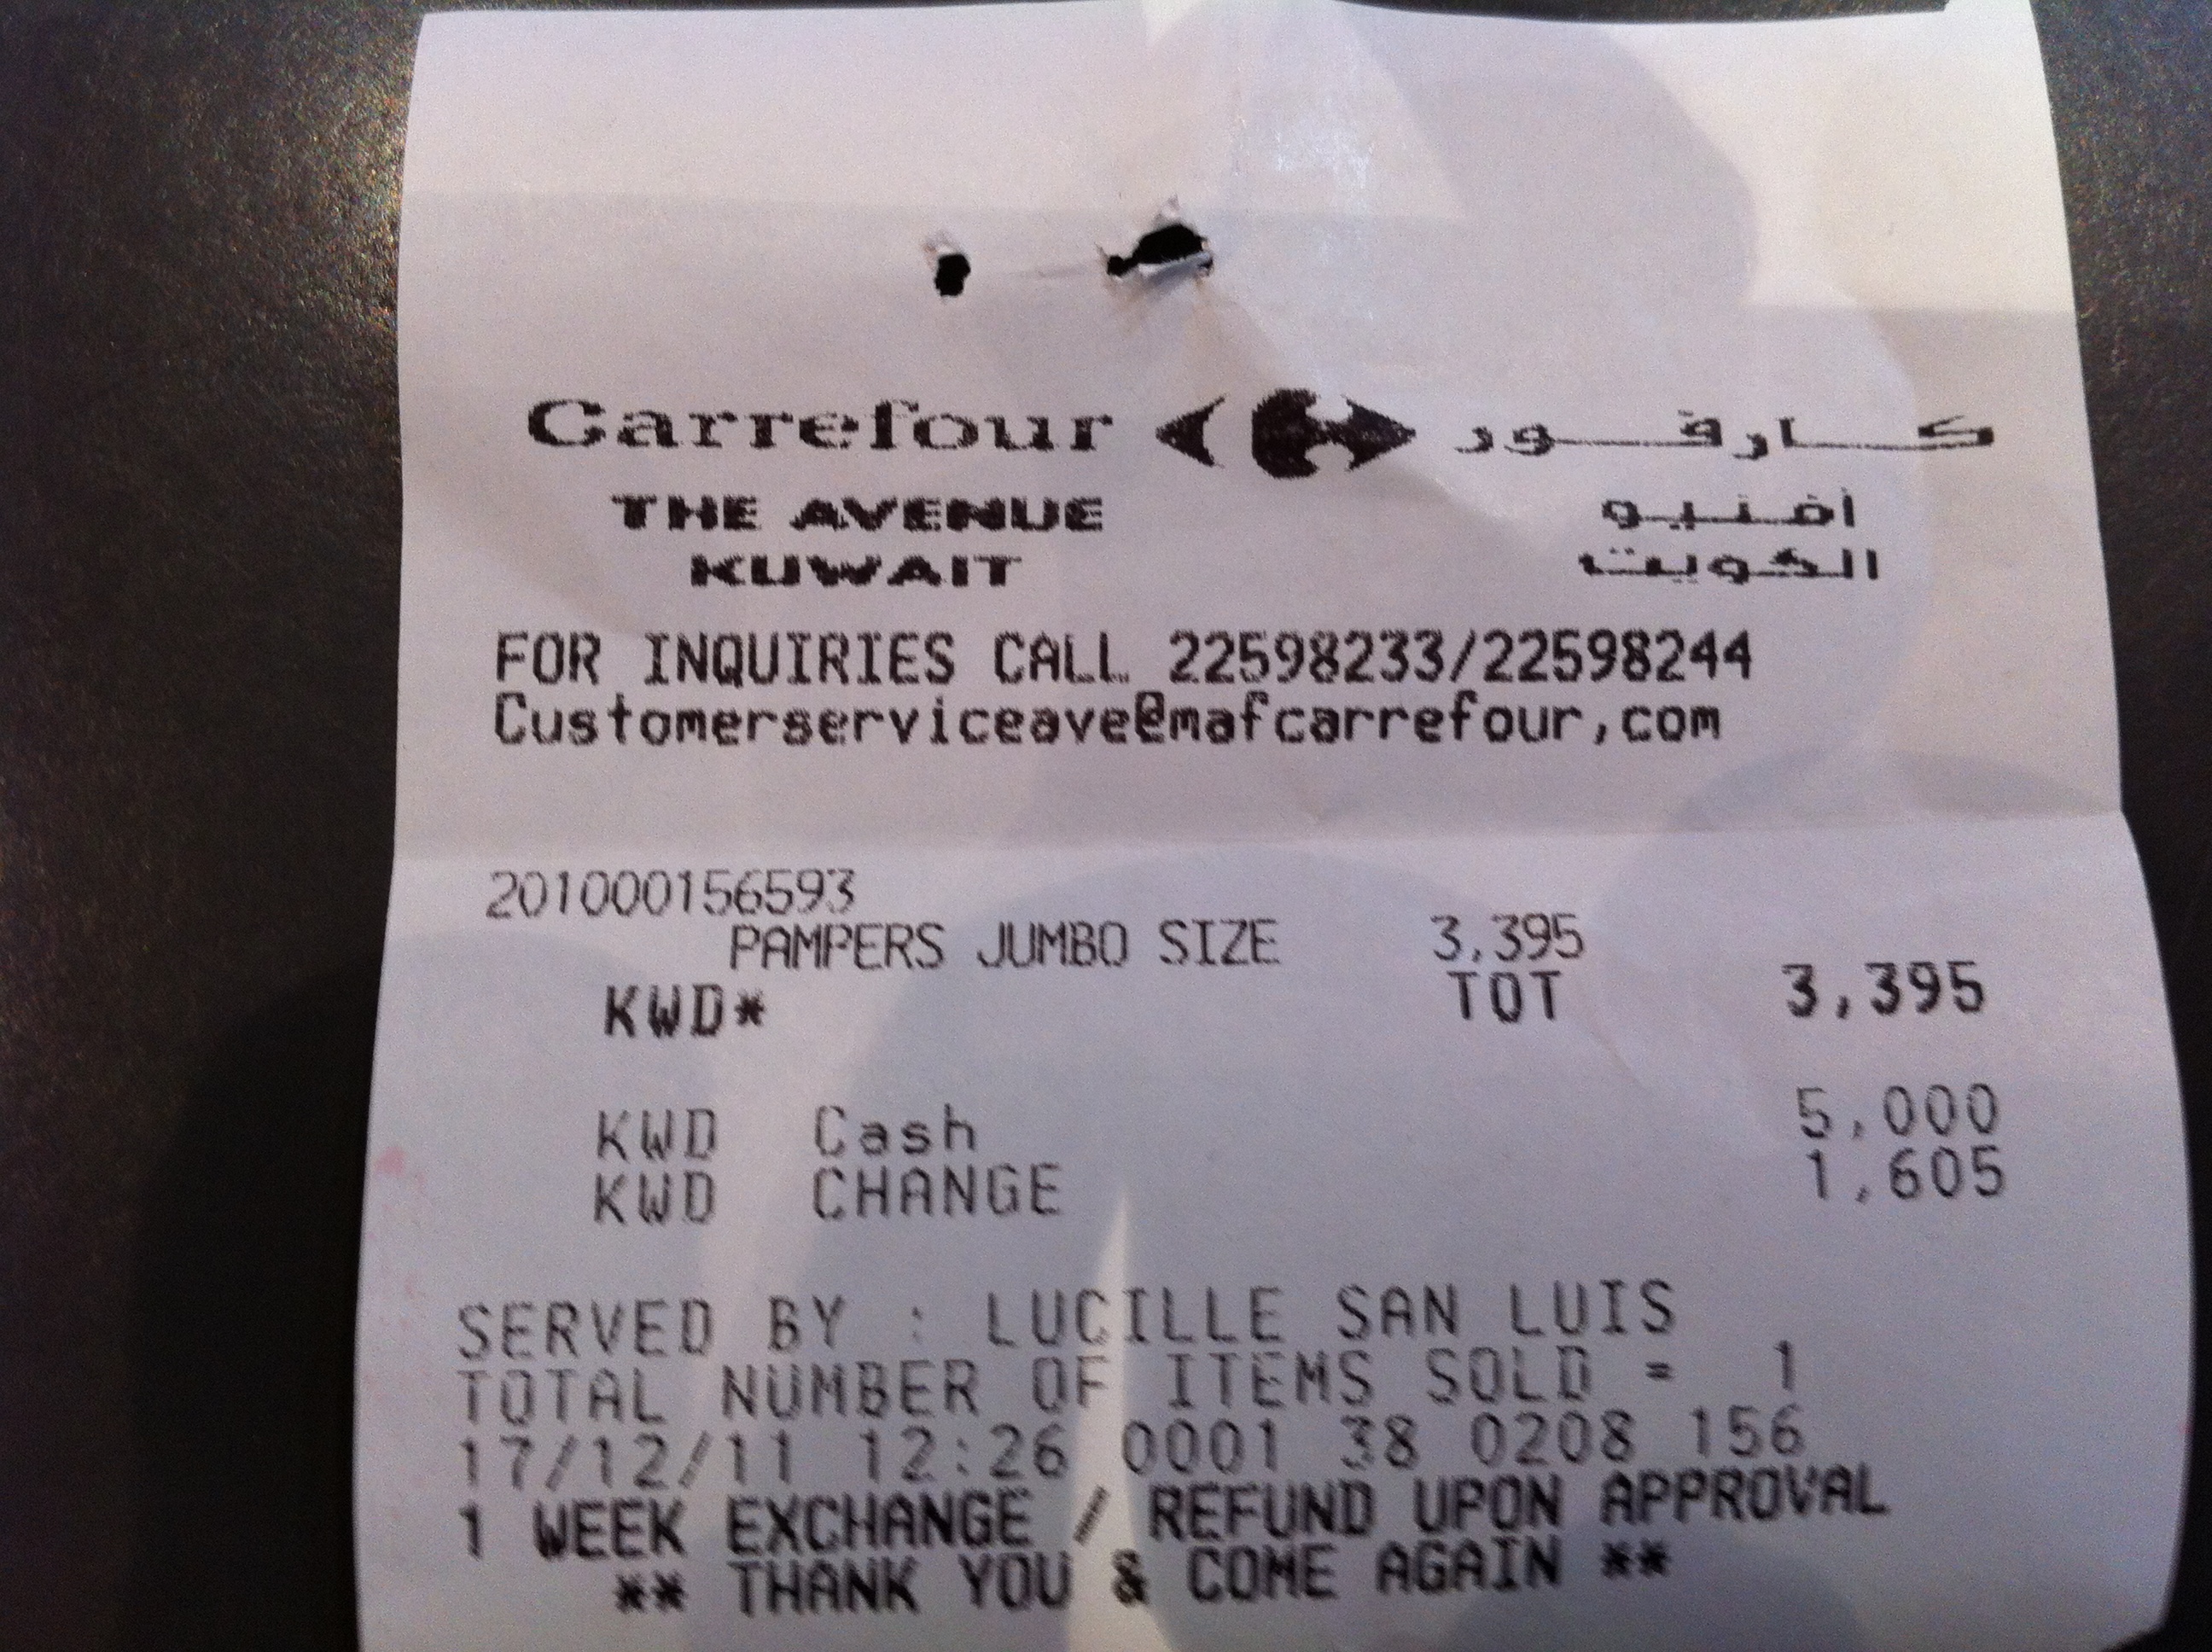 Carrefour كارفور
THE AVENUE أفنيو
KUWAIT الكويت
FOR INQUIRIES CALL 22598233/22598244
Customerserviceave@mafcarrefour,com
201000156593
PAMPERS JUMBO SIZE 3,395
KWD* TOT 3,395
KWD Cash 5,000
KWD CHANGE 1,605
SERVED BY : LUCILLE SAN LUIS
TOTAL NUMBER OF ITEMS SOLD = 1
17/12/11 12:26 0001 38 0208 156
1 WEEK EXCHANGE / REFUND UPON APPROVAL
** THANK YOU & COME AGAIN **